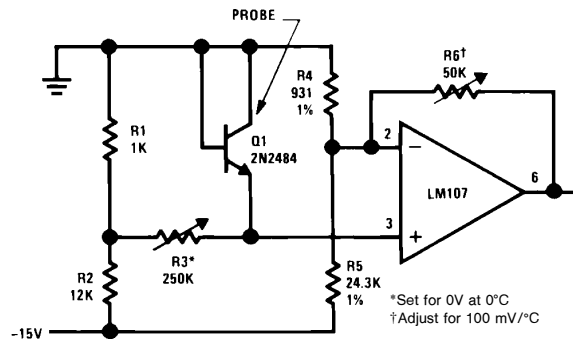 PROBE
R6†
50K
R4
931
1%
R1
1K
Q1
2N2484
2
6
LM107
3
R3*
250K
R2
12K
R5
24.3K
1%
*Set for 0V at 0°C
†Adjust for 100 mV/°C
-15V
−
+